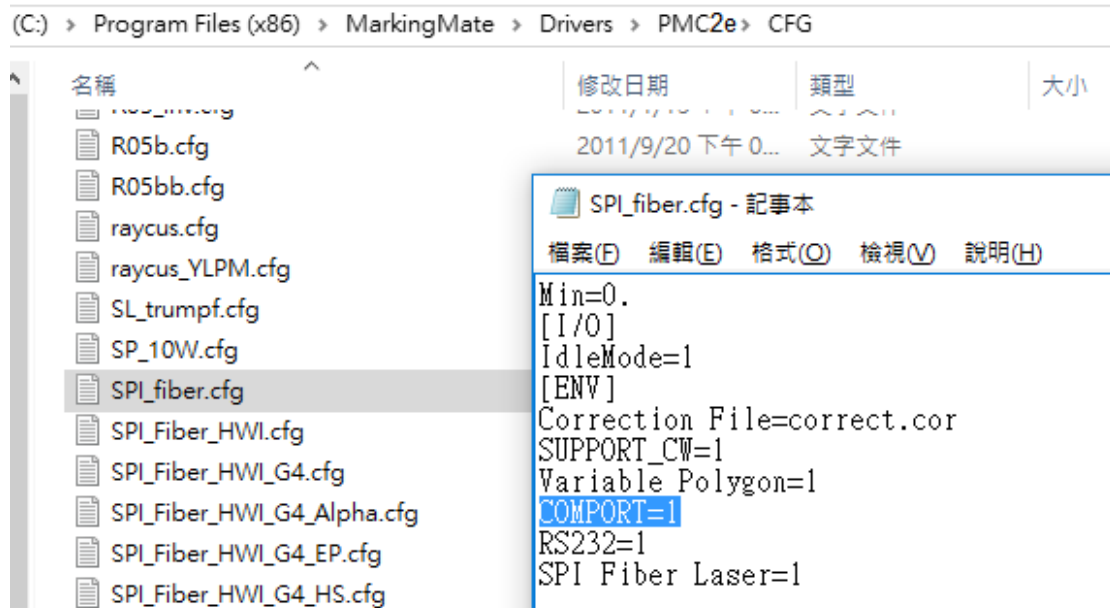 (C:) > Program Files (x86) > MarkingMate > Drivers > PMC2e > CFG
名稱 修改日期 類型 大小
R05b.cfg 2011/9/20 下午 0... 文字文件
R05bb.cfg
raycus.cfg
raycus_YLPM.cfg
SL_trumpf.cfg
SP_10W.cfg
SPI_fiber.cfg
SPI_Fiber_HWI.cfg
SPI_Fiber_HWI_G4.cfg
SPI_Fiber_HWI_G4_Alpha.cfg
SPI_Fiber_HWI_G4_EP.cfg
SPI_Fiber_HWI_G4_HS.cfg
SPI_fiber.cfg - 記事本
檔案(F) 編輯(E) 格式(O) 檢視(V) 說明(H)
Min=0.
[I/O]
IdleMode=1
[ENV]
Correction File=correct.cor
SUPPORT_CW=1
Variable Polygon=1
COMPORT=1
RS232=1
SPI Fiber Laser=1